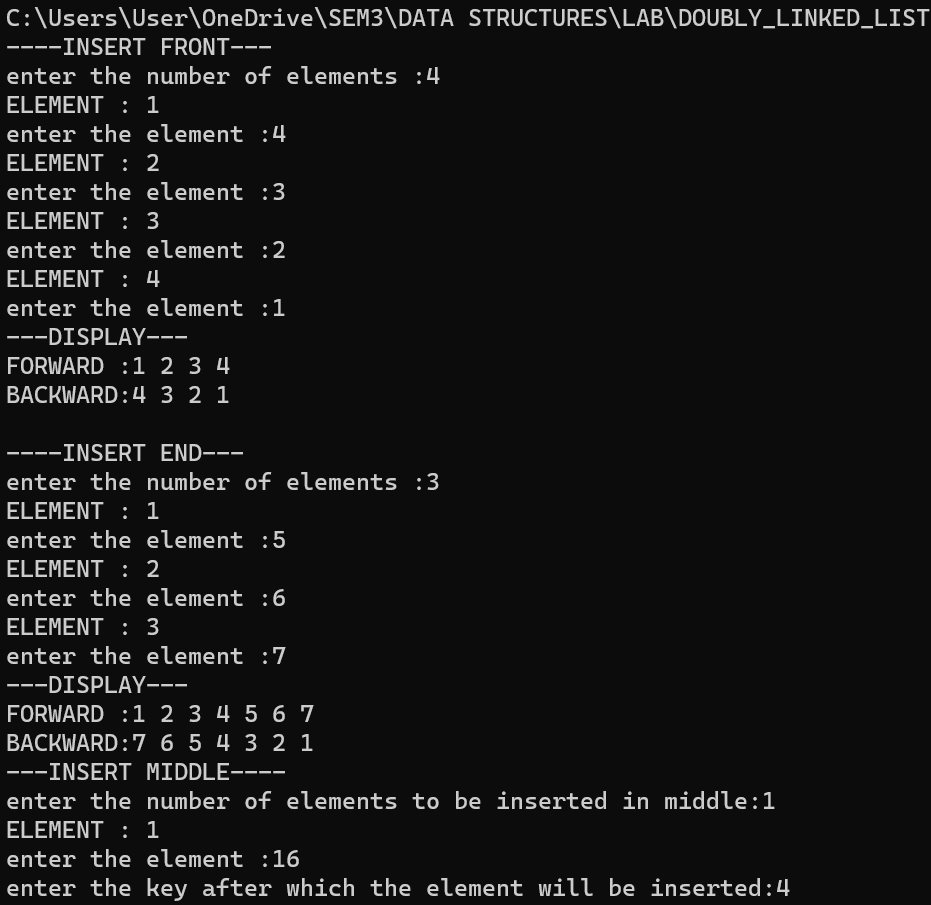 C:\Users\User\OneDrive\SEM3\DATA STRUCTURES\LAB\DOUBLY_LINKED_LIST
----INSERT FRONT---
enter the number of elements :4
ELEMENT : 1
enter the element :4
ELEMENT : 2
enter the element :3
ELEMENT : 3
enter the element :2
ELEMENT : 4
enter the element :1
---DISPLAY---
FORWARD :1 2 3 4
BACKWARD:4 3 2 1

----INSERT END---
enter the number of elements :3
ELEMENT : 1
enter the element :5
ELEMENT : 2
enter the element :6
ELEMENT : 3
enter the element :7
---DISPLAY---
FORWARD :1 2 3 4 5 6 7
BACKWARD:7 6 5 4 3 2 1
---INSERT MIDDLE----
enter the number of elements to be inserted in middle:1
ELEMENT : 1
enter the element :16
enter the key after which the element will be inserted:4